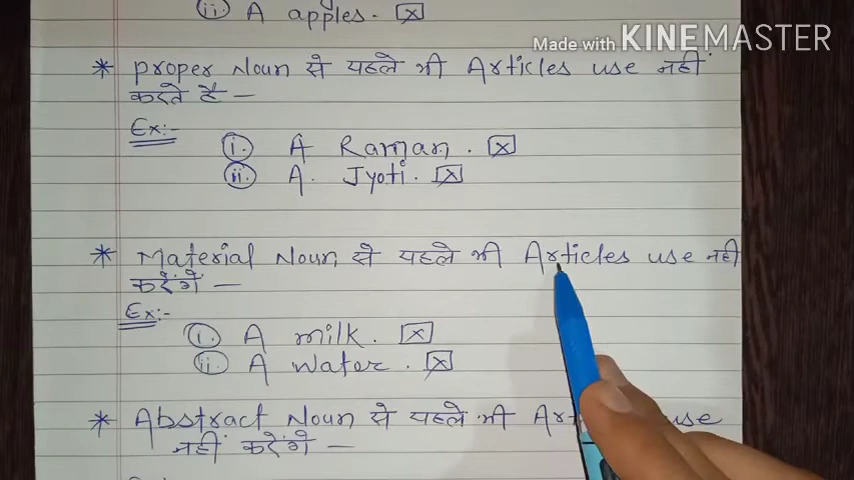 ii. A apples. ☒
Made with KINEMASTER
* Proper Noun से पहले भी Articles use नहीं
करते है —
Ex:-
i. A Raman. ☒
ii. A. Jyoti. ☒
* Material Noun से पहले भी Articles use नही
करेंगें —
Ex:-
i. A milk. ☒
ii. A water. ☒
* Abstract Noun से पहले भी use
नहीं करेंगे —